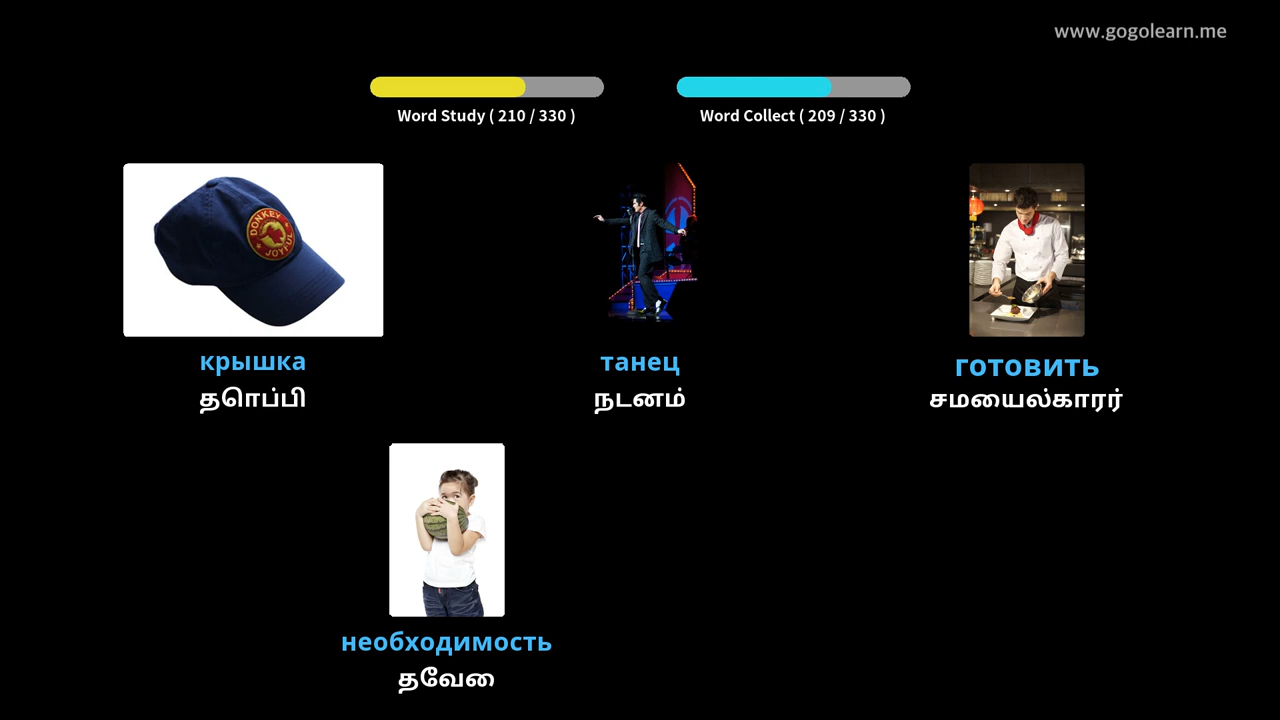 www.gogolearn.me
Word Study ( 210 / 330 )
Word Collect ( 209 / 330 )
DONKEY
JOYFUL
крышка
தொப்பி
танец
நடனம்
готовить
சமையல்காரர்
необходимость
தேவை